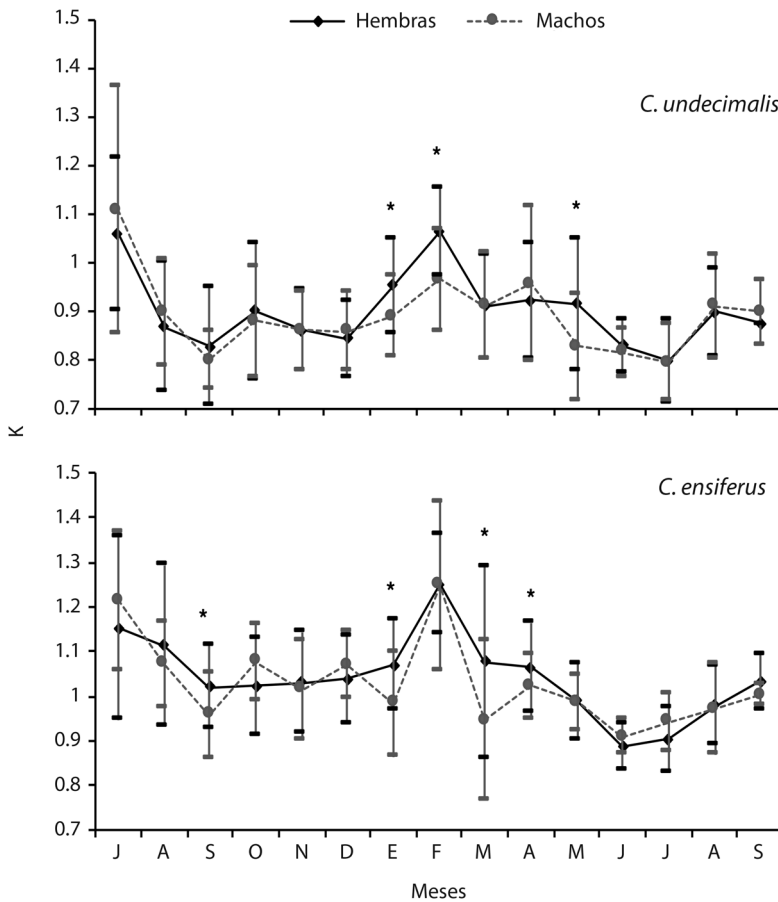 Hembras Machos
C. undecimalis
1.5
1.4
1.3
1.2
1.1
1
0.9
0.8
0.7
* * *
K
C. ensiferus
1.5
1.4
1.3
1.2
1.1
1
0.9
0.8
0.7
* * * *
J A S O N D E F M A M J J A S
Meses